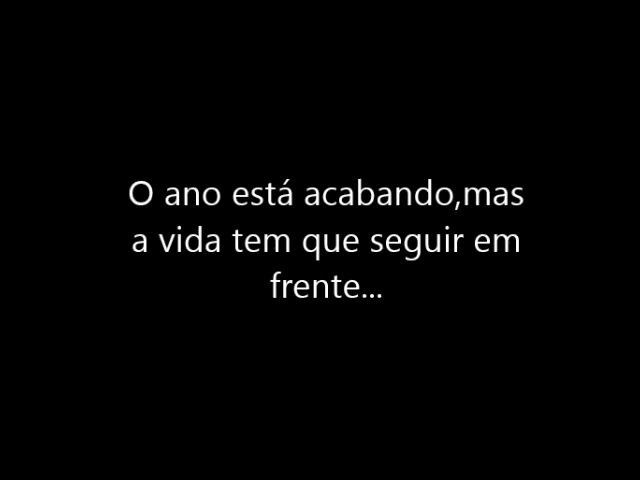 O ano está acabando,mas
a vida tem que seguir em
frente...